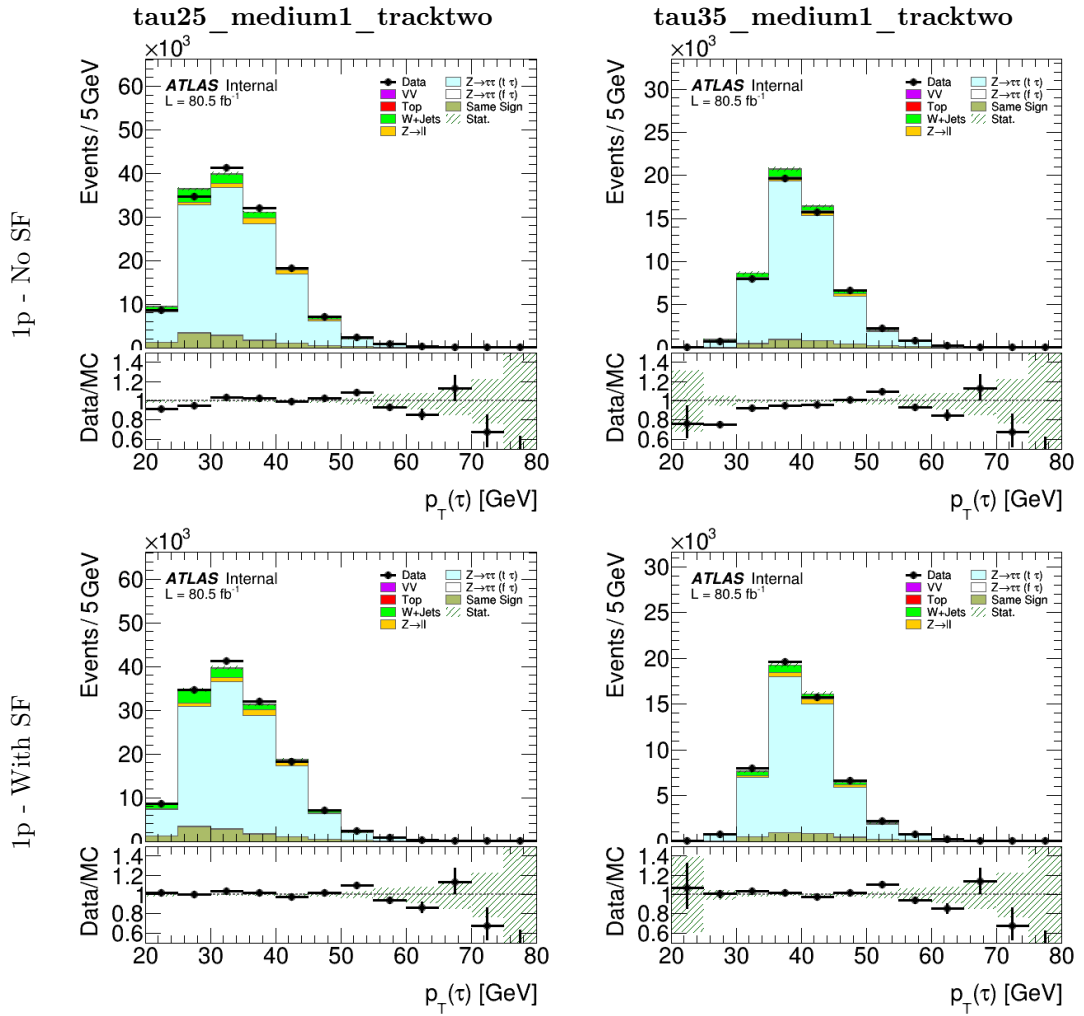 tau25_medium1_tracktwo
tau35_medium1_tracktwo
1p - No SF
×10³
Events / 5 GeV
60
50
40
30
20
10
0
ATLAS Internal
L = 80.5 fb⁻¹
Data
VV
Top
W+Jets
Z→ll
Z→ττ (t τ)
Z→ττ (f τ)
Same Sign
Stat.
Data/MC
1.4
1.2
1
0.8
0.6
20 30 40 50 60 70 80
p_T(τ) [GeV]
×10³
Events / 5 GeV
30
25
20
15
10
5
0
ATLAS Internal
L = 80.5 fb⁻¹
Data
VV
Top
W+Jets
Z→ll
Z→ττ (t τ)
Z→ττ (f τ)
Same Sign
Stat.
Data/MC
1.4
1.2
1
0.8
0.6
20 30 40 50 60 70 80
p_T(τ) [GeV]
1p - With SF
×10³
Events / 5 GeV
60
50
40
30
20
10
0
ATLAS Internal
L = 80.5 fb⁻¹
Data
VV
Top
W+Jets
Z→ll
Z→ττ (t τ)
Z→ττ (f τ)
Same Sign
Stat.
Data/MC
1.4
1.2
1
0.8
0.6
20 30 40 50 60 70 80
p_T(τ) [GeV]
×10³
Events / 5 GeV
30
25
20
15
10
5
0
ATLAS Internal
L = 80.5 fb⁻¹
Data
VV
Top
W+Jets
Z→ll
Z→ττ (t τ)
Z→ττ (f τ)
Same Sign
Stat.
Data/MC
1.4
1.2
1
0.8
0.6
20 30 40 50 60 70 80
p_T(τ) [GeV]